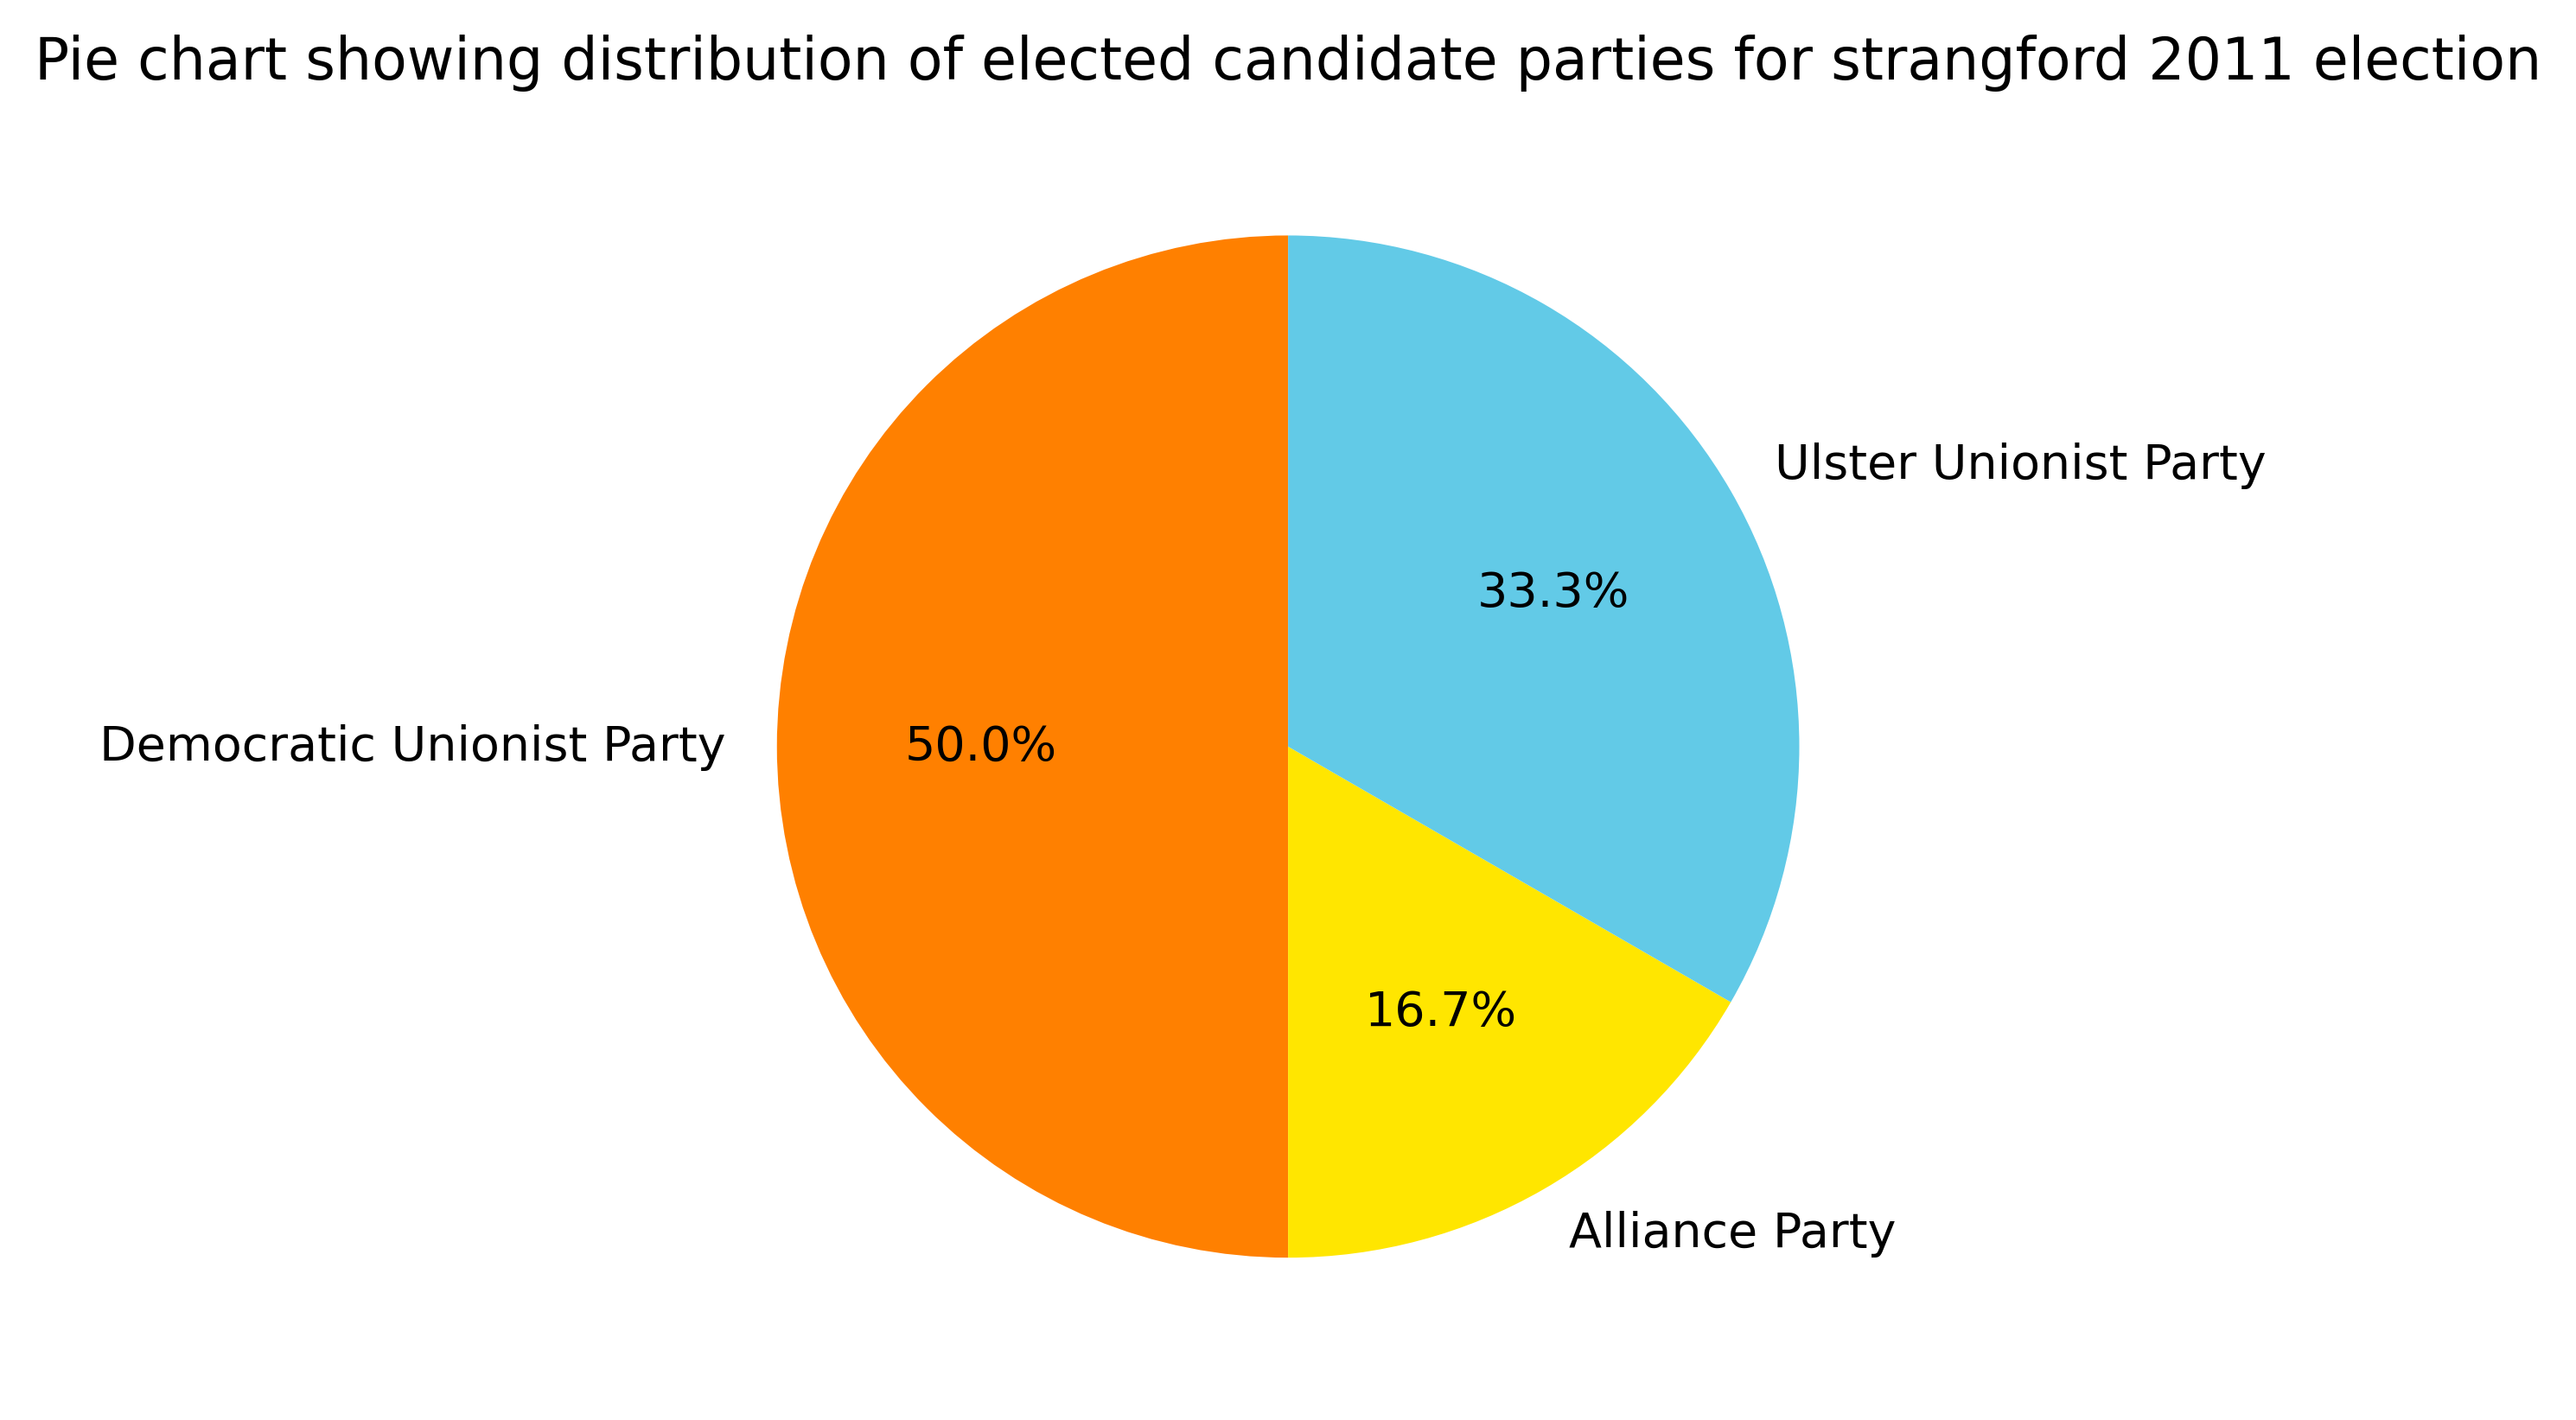 Pie chart showing distribution of elected candidate parties for strangford 2011 election
Ulster Unionist Party
33.3%
Democratic Unionist Party
50.0%
16.7%
Alliance Party